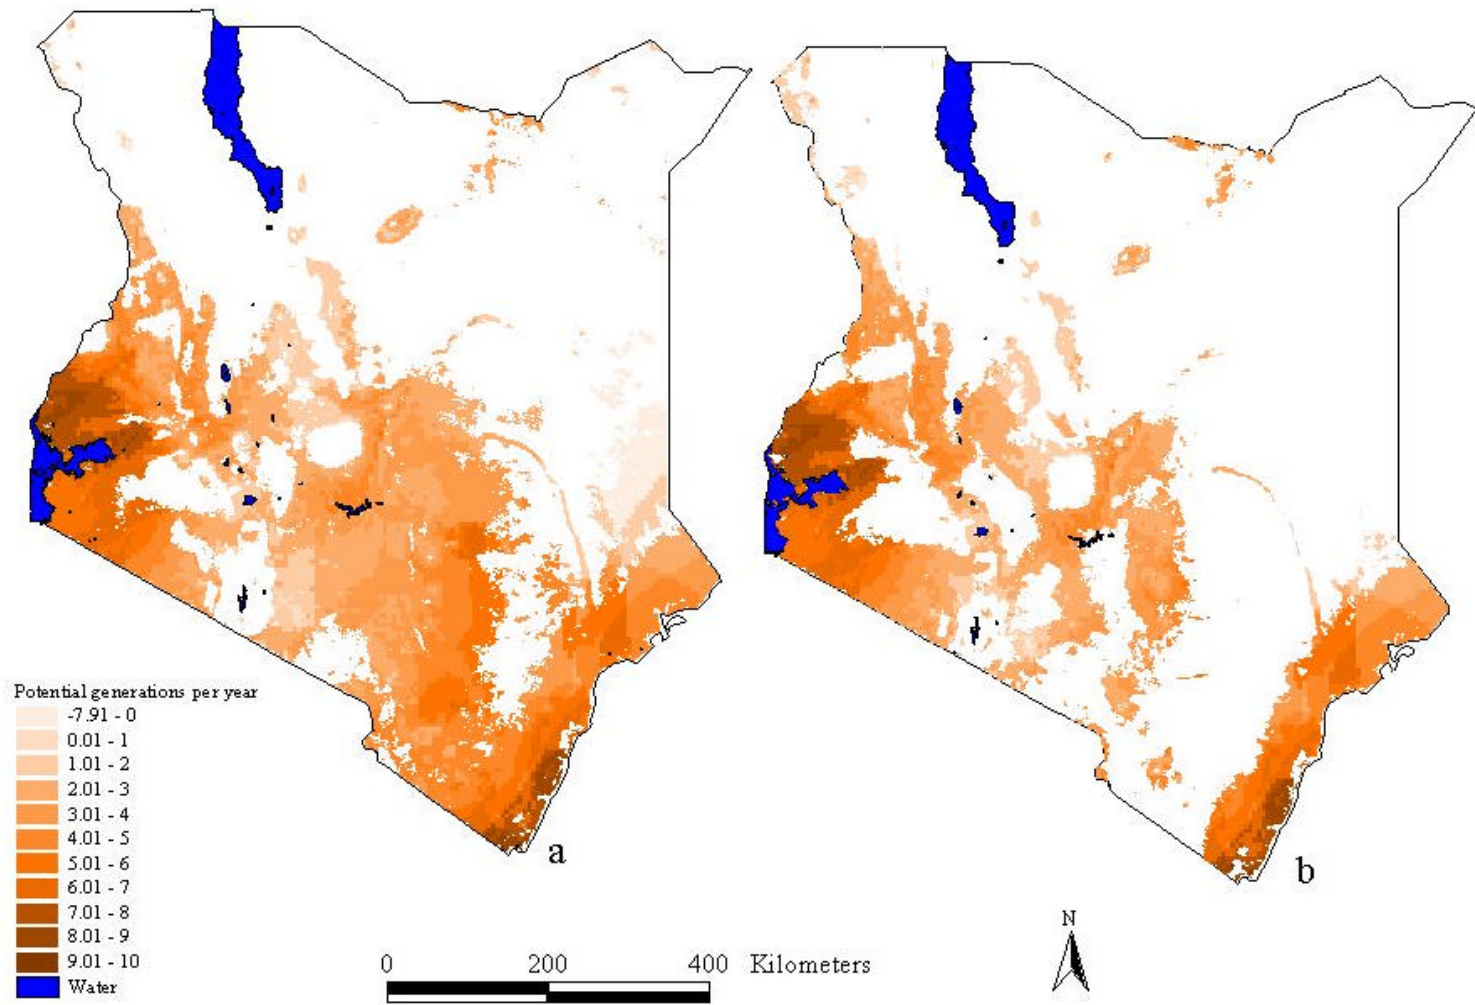 Potential generations per year
-7.91 - 0
0.01 - 1
1.01 - 2
2.01 - 3
3.01 - 4
4.01 - 5
5.01 - 6
6.01 - 7
7.01 - 8
8.01 - 9
9.01 - 10
Water
a
b
N
0 200 400 Kilometers